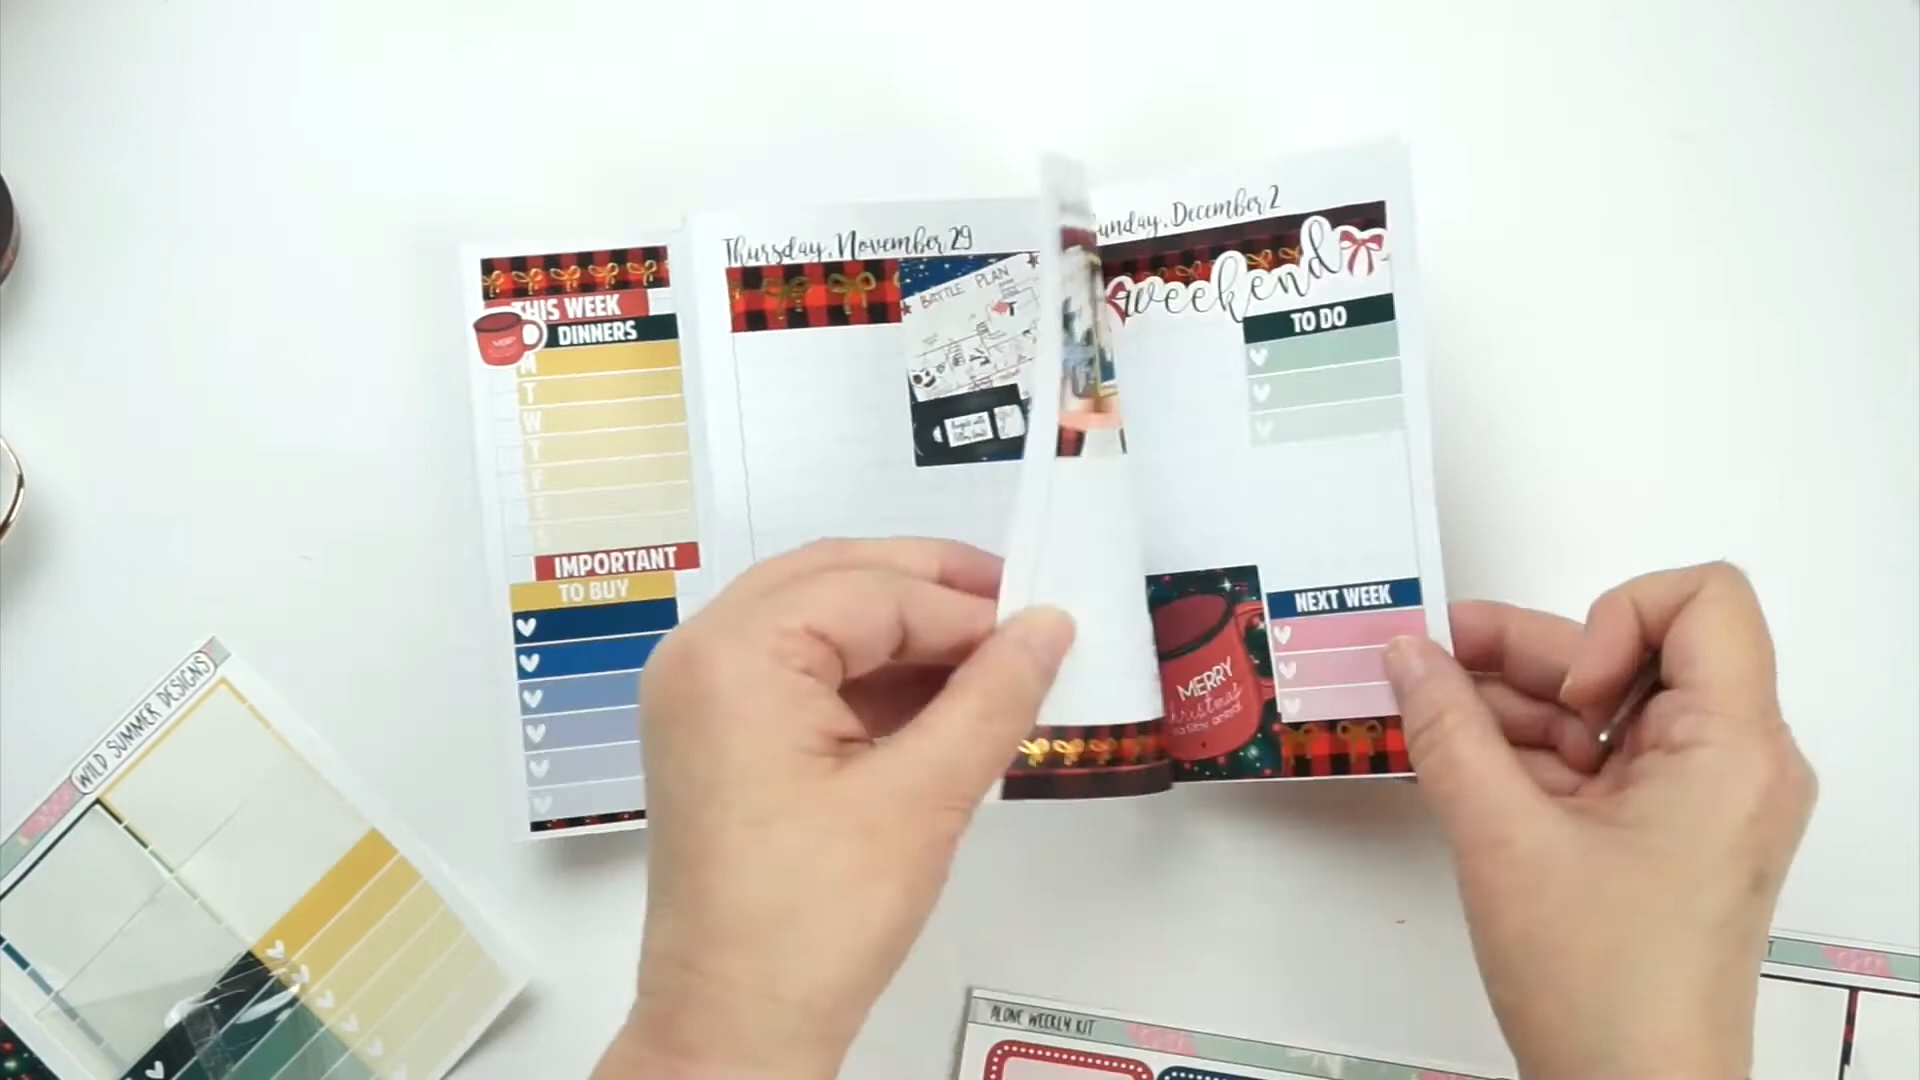 THIS WEEK
DINNERS
M
T
W
T
F
IMPORTANT
TO BUY
Thursday, November 29
BATTLE PLAN
Sunday, December 2
weekend
TO DO
NEXT WEEK
MERRY
Christmas
MERRY
WILD SUMMER DESIGNS
ALONE WEEKLY KIT